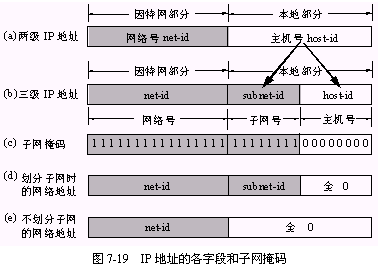 因特网部分 本地部分
(a)两级 IP 地址 网络号 net-id 主机号 host-id
因特网部分 本地部分
(b)三级 IP 地址 net-id subnet-id host-id
网络号 子网号 主机号
(c) 子网掩码 1111111111111111 11111111 00000000
(d) 划分子网时
的网络地址 net-id subnet-id 全 0
(e) 不划分子网
的网络地址 net-id 全 0
图 7-19 IP 地址的各字段和子网掩码